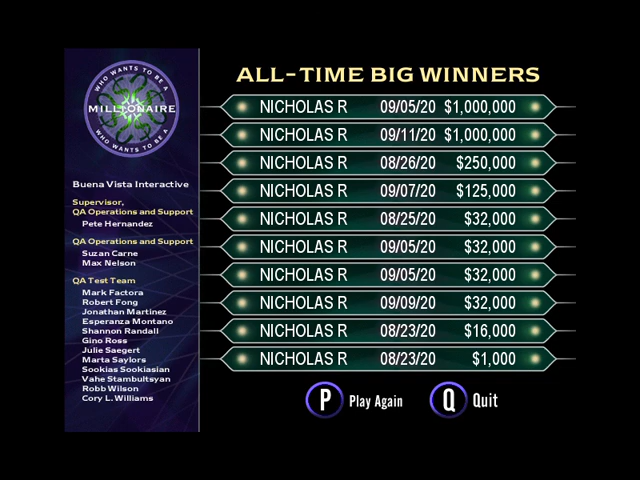 WHO WANTS TO BE A
MILLIONAIRE
WHO WANTS TO BE A
Buena Vista Interactive
Supervisor,
QA Operations and Support
Pete Hernandez
QA Operations and Support
Suzan Carne
Max Nelson
QA Test Team
Mark Factora
Robert Fong
Jonathan Martinez
Esperanza Montano
Shannon Randall
Gino Ross
Julie Saegert
Marta Saylors
Sookias Sookiasian
Vahe Stambultsyan
Robb Wilson
Cory L. Williams
ALL-TIME BIG WINNERS
NICHOLAS R 09/05/20 $1,000,000
NICHOLAS R 09/11/20 $1,000,000
NICHOLAS R 08/26/20 $250,000
NICHOLAS R 09/07/20 $125,000
NICHOLAS R 08/25/20 $32,000
NICHOLAS R 09/05/20 $32,000
NICHOLAS R 09/05/20 $32,000
NICHOLAS R 09/09/20 $32,000
NICHOLAS R 08/23/20 $16,000
NICHOLAS R 08/23/20 $1,000
P Play Again Q Quit